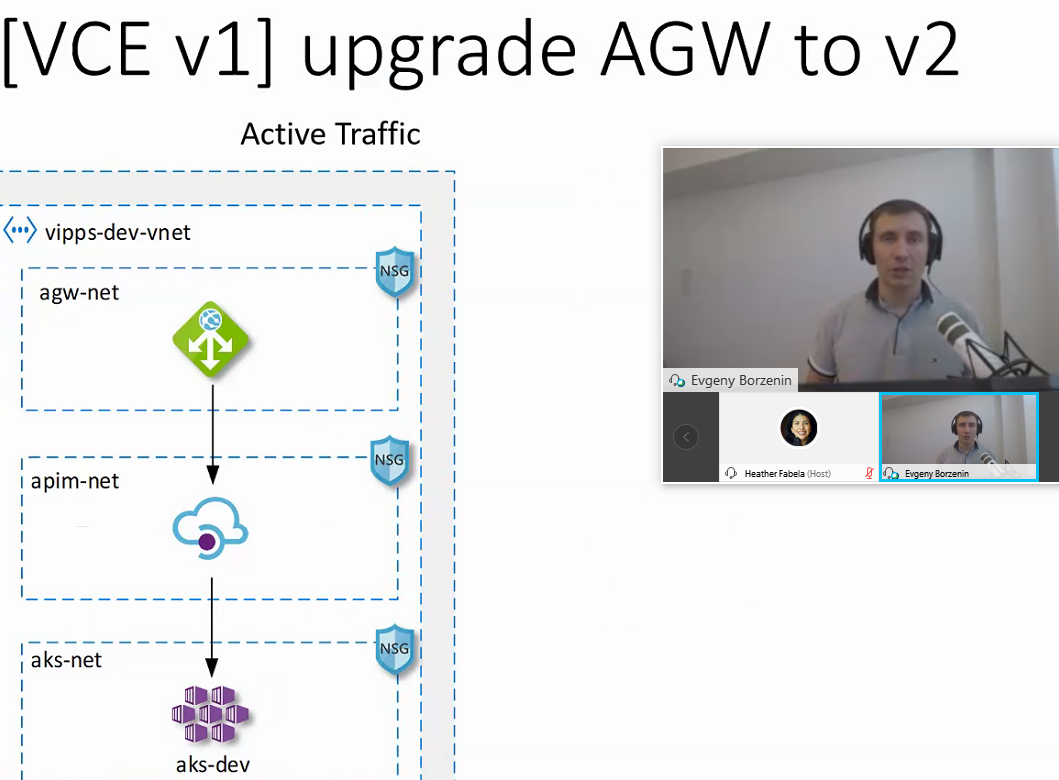 [VCE v1] upgrade AGW to v2
Active Traffic
vipps-dev-vnet
NSG
agw-net
Evgeny Borzenin
NSG
apim-net
Heather Fabela (Host)
Evgeny Borzenin
NSG
aks-net
aks-dev